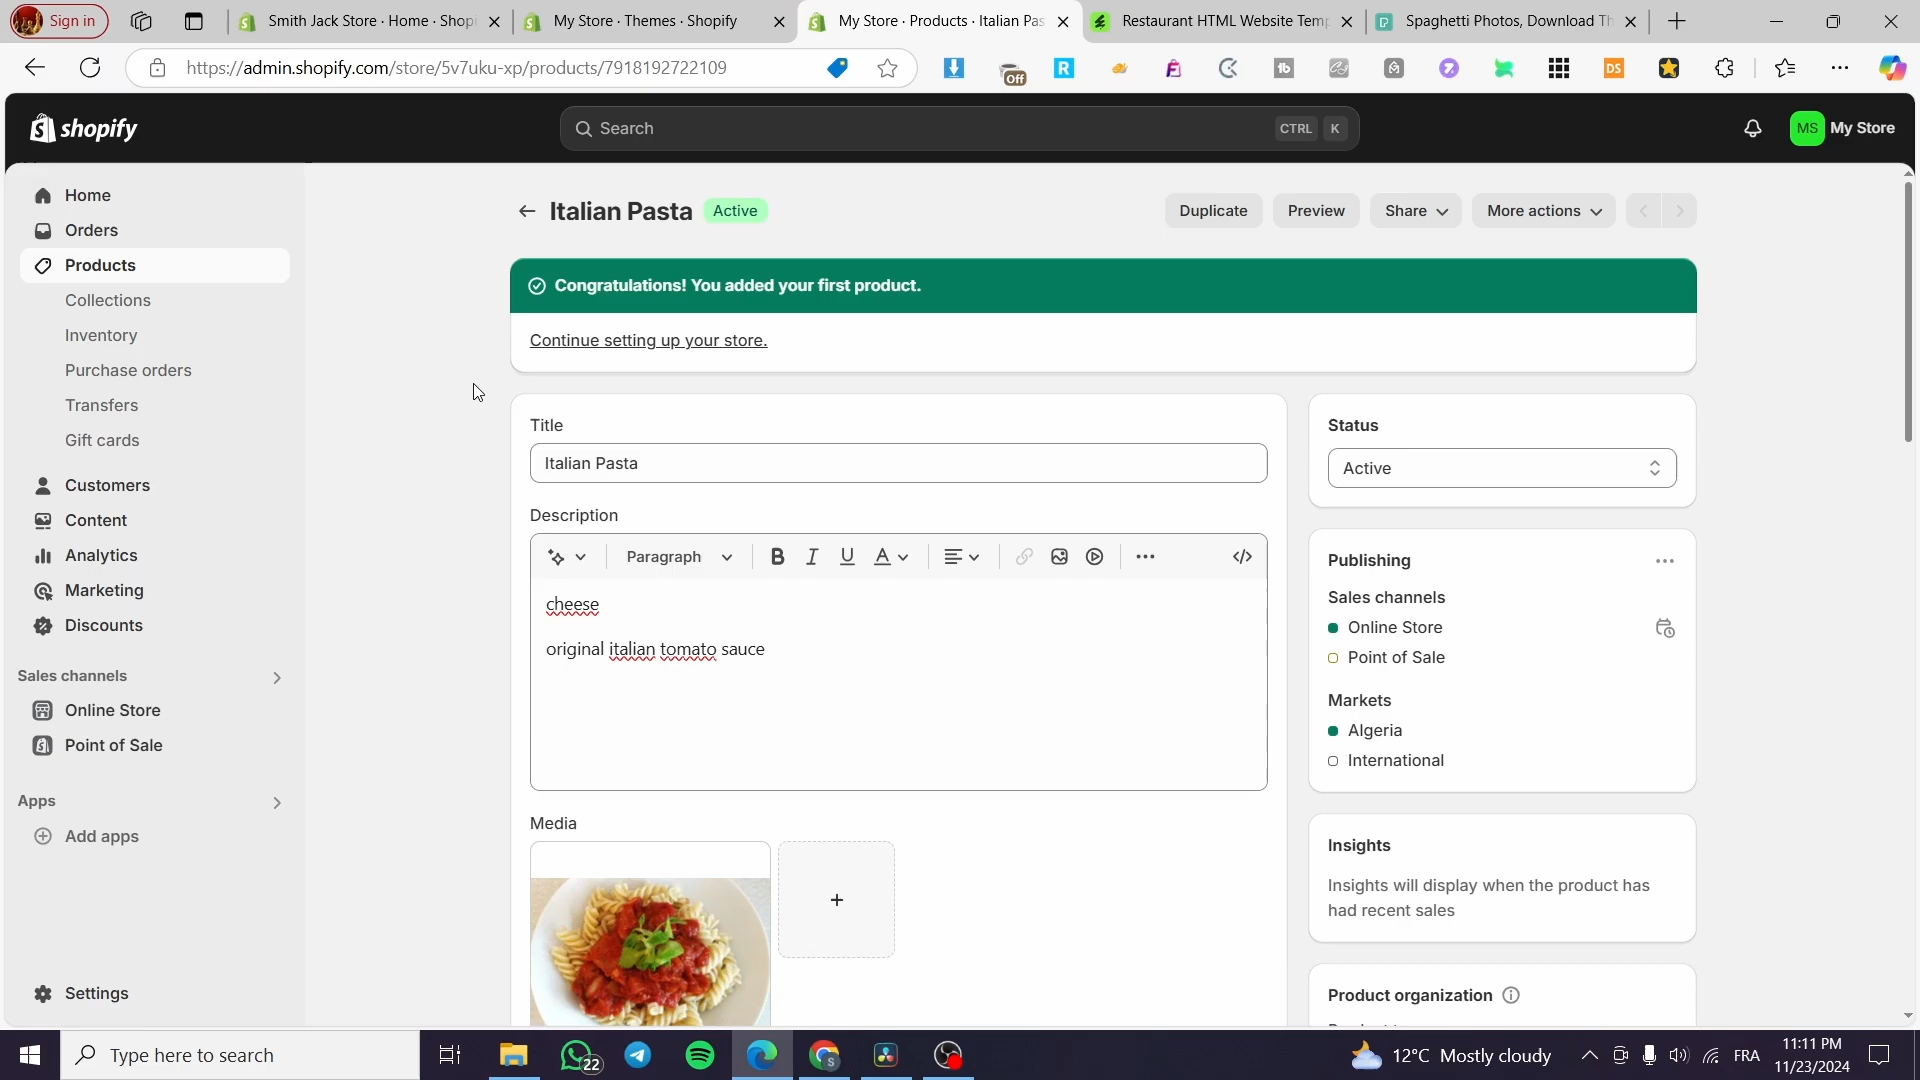 Sign in
Smith Jack Store · Home · Shopi
My Store · Themes · Shopify
My Store · Products · Italian Pas
Restaurant HTML Website Temp
Spaghetti Photos, Download Th
https://admin.shopify.com/store/5v7uku-xp/products/7918192722109
Off
shopify
Search
CTRL K
MS My Store
Home
Orders
Products
Collections
Inventory
Purchase orders
Transfers
Gift cards
Customers
Content
Analytics
Marketing
Discounts
Sales channels
Online Store
Point of Sale
Apps
Add apps
Settings
Italian Pasta Active
Duplicate
Preview
Share
More actions
Congratulations! You added your first product.
Continue setting up your store.
Title
Italian Pasta
Description
Paragraph
cheese
original italian tomato sauce
Media
Status
Active
Publishing
Sales channels
Online Store
Point of Sale
Markets
Algeria
International
Insights
Insights will display when the product has
had recent sales
Product organization
Type here to search
22
12°C Mostly cloudy
FRA
11:11 PM
11/23/2024